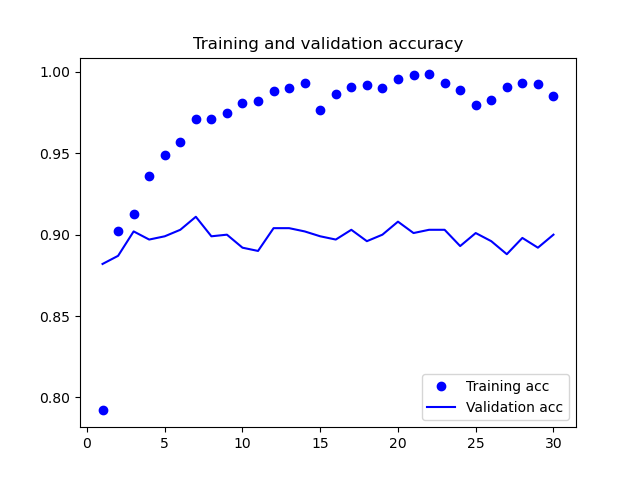 Training and validation accuracy
1.00
0.95
0.90
0.85
0.80
0 5 10 15 20 25 30
Training acc
Validation acc